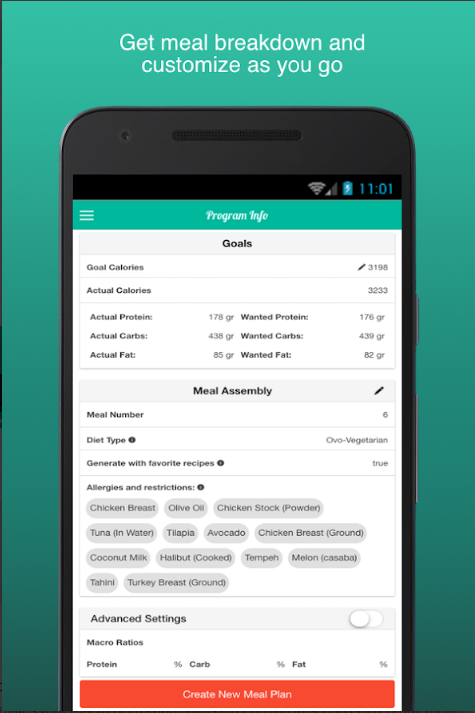 Get meal breakdown and
customize as you go
11:01
Program Info
Goals
Goal Calories 3198
Actual Calories 3233
Actual Protein: 178 gr Wanted Protein: 176 gr
Actual Carbs: 438 gr Wanted Carbs: 439 gr
Actual Fat: 85 gr Wanted Fat: 82 gr
Meal Assembly
Meal Number 6
Diet Type Ovo-Vegetarian
Generate with favorite recipes true
Allergies and restrictions:
Chicken Breast Olive Oil Chicken Stock (Powder)
Tuna (In Water) Tilapia Avocado Chicken Breast (Ground)
Coconut Milk Halibut (Cooked) Tempeh Melon (casaba)
Tahini Turkey Breast (Ground)
Advanced Settings
Macro Ratios
Protein % Carb % Fat %
Create New Meal Plan